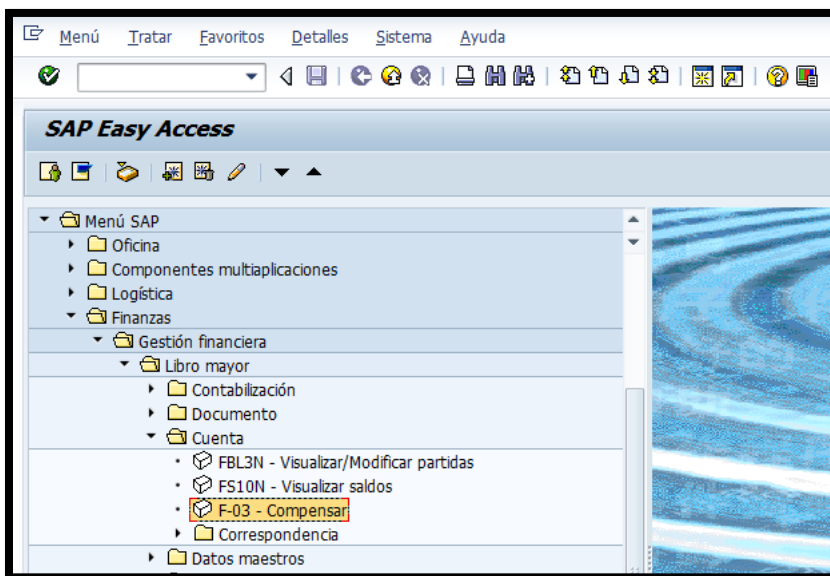 Menú Tratar Favoritos Detalles Sistema Ayuda
SAP Easy Access
Menú SAP
Oficina
Componentes multiaplicaciones
Logística
Finanzas
Gestión financiera
Libro mayor
Contabilización
Documento
Cuenta
FBL3N - Visualizar/Modificar partidas
FS10N - Visualizar saldos
F-03 - Compensar
Correspondencia
Datos maestros